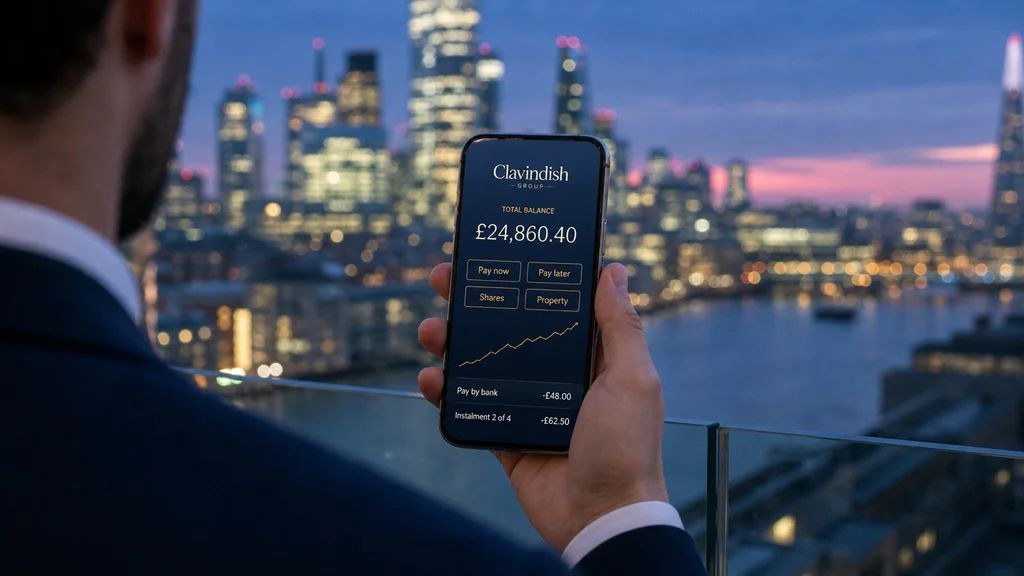 Clavindish
GROUP
TOTAL BALANCE
£24,860.40
Pay now
Pay later
Shares
Property
Pay by bank -£48.00
Instalment 2 of 4 -£62.50